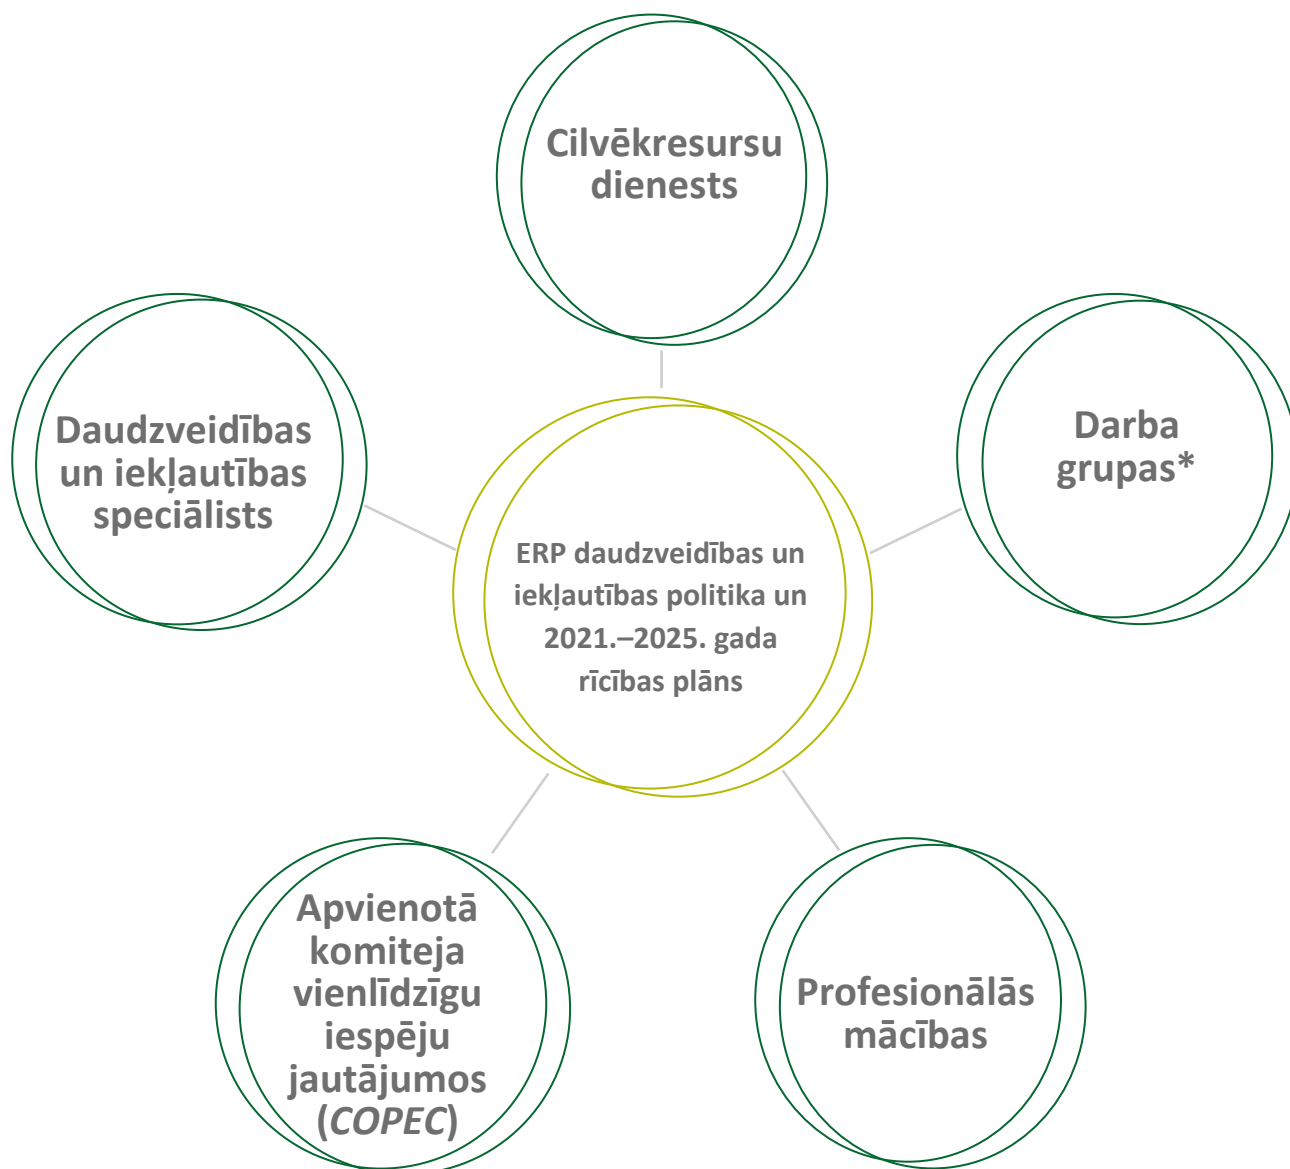 Cilvēkresursu
dienests
Daudzveidības
un iekļautības
speciālists
Darba
grupas*
ERP daudzveidības un
iekļautības politika un
2021.–2025. gada
rīcības plāns
Apvienotā
komiteja
vienlīdzīgu
iespēju
jautājumos
(COPEC)
Profesionālās
mācības